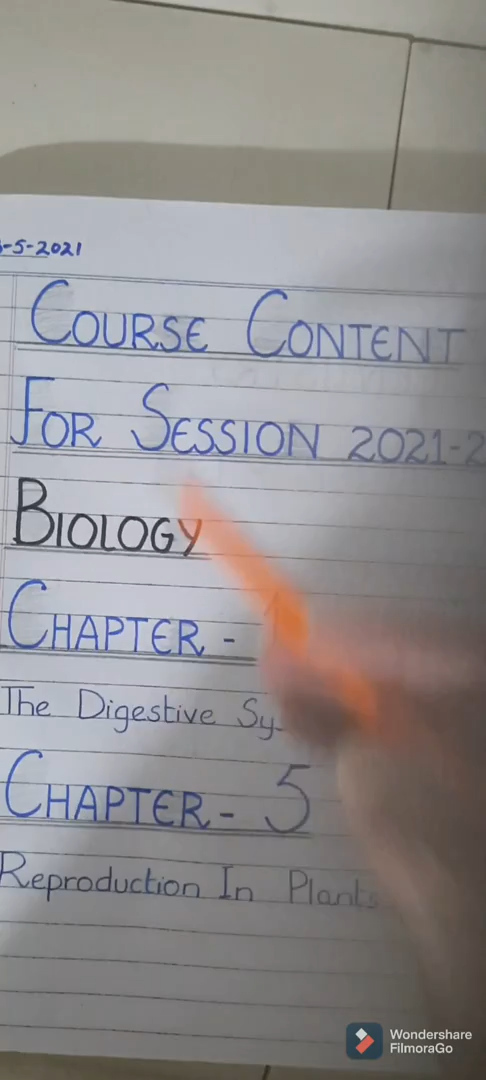 -5-2021
COURSE CONTENT
FOR SESSION 2021-2
BIOLOGY
CHAPTER - 1
The Digestive Sy
CHAPTER - 5
Reproduction In Plants
Wondershare
FilmoraGo